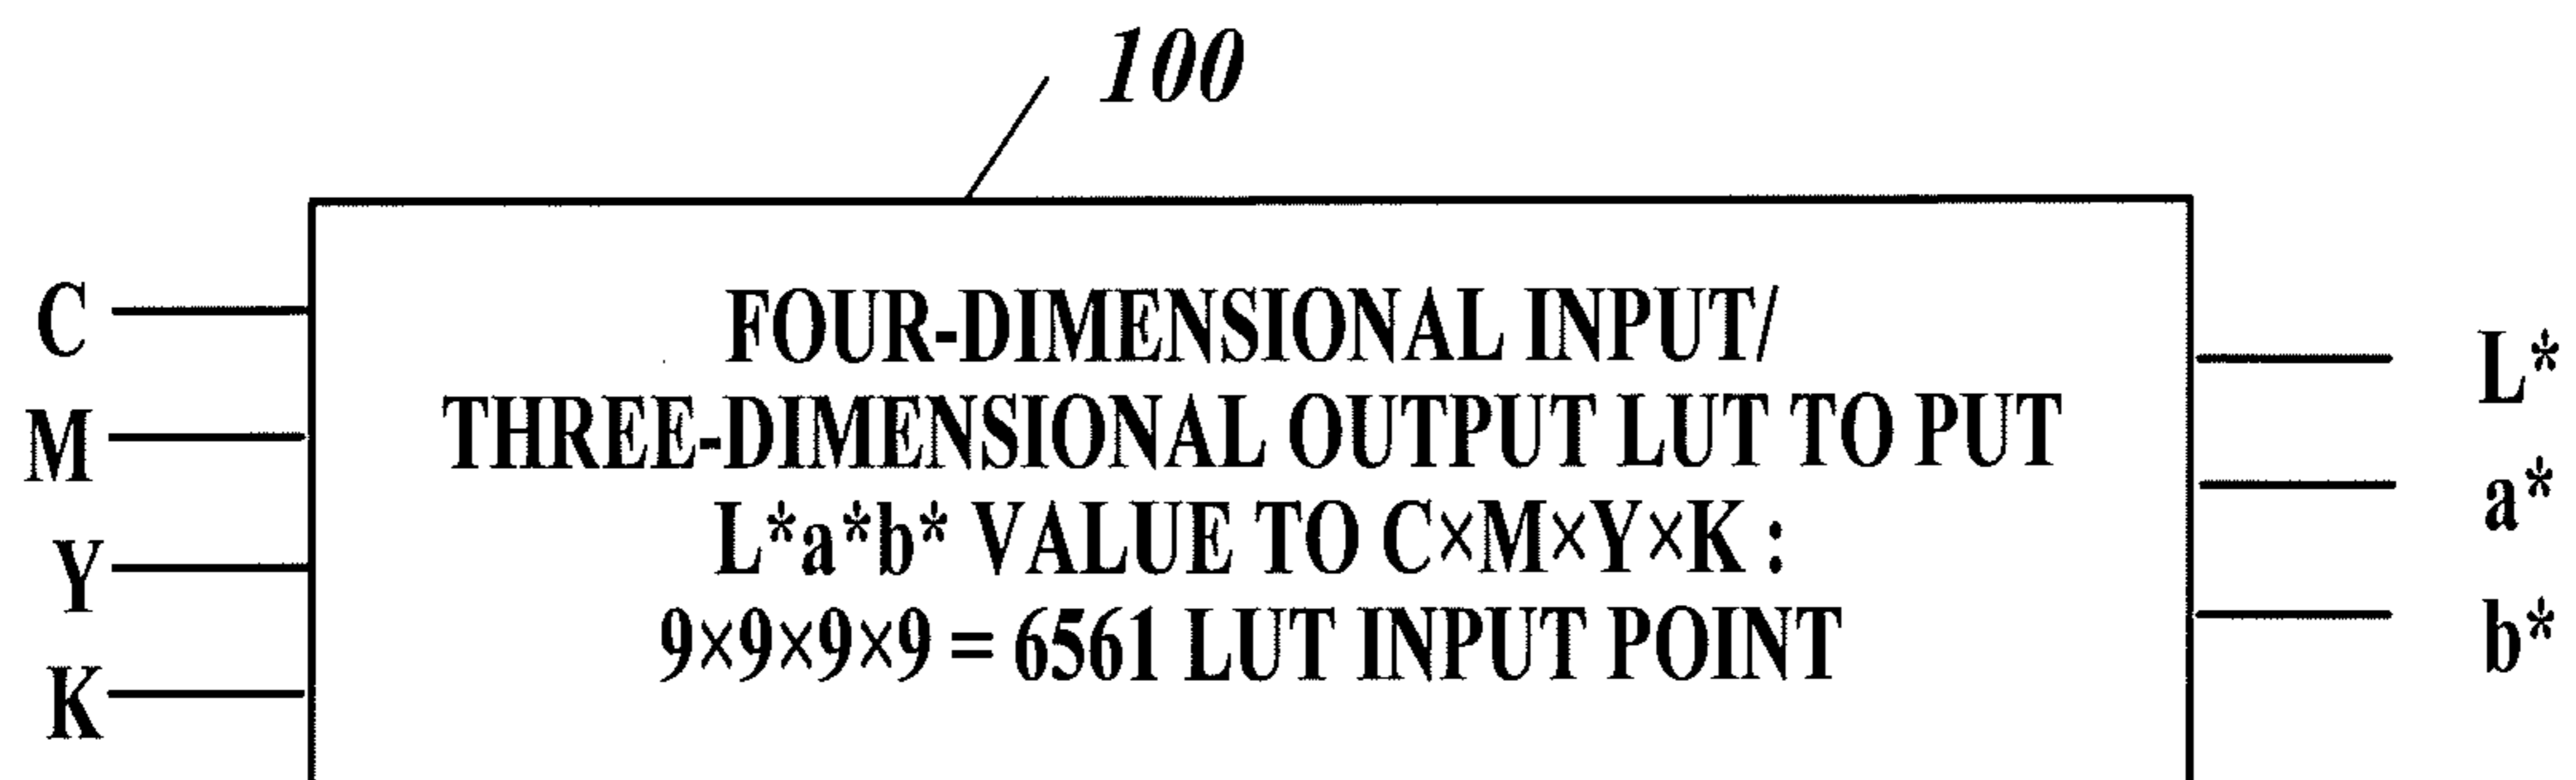 100
C
M
Y
K
FOUR-DIMENSIONAL INPUT/
THREE-DIMENSIONAL OUTPUT LUT TO PUT
L*a*b* VALUE TO C×M×Y×K :
9×9×9×9 = 6561 LUT INPUT POINT
L*
a*
b*